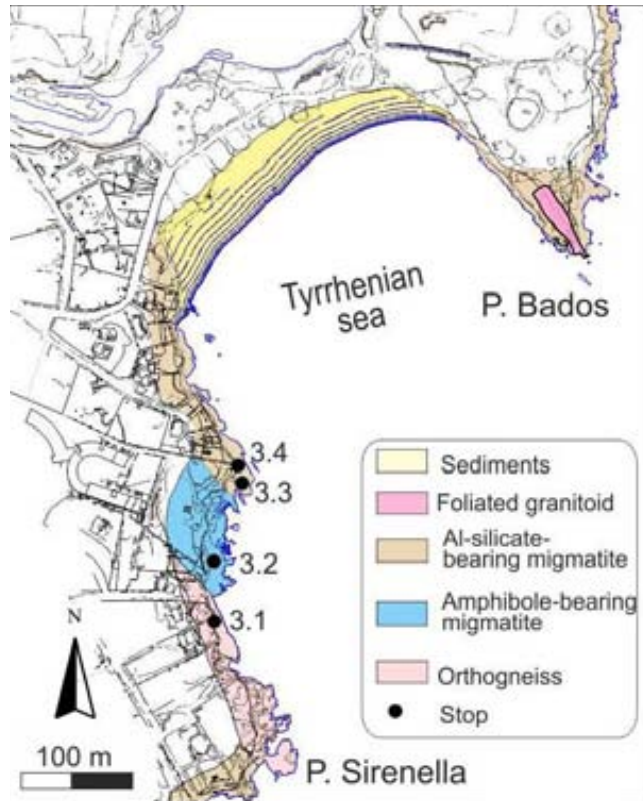 Tyrrhenian
sea
P. Bados
3.4
3.3
3.2
3.1
Sediments
Foliated granitoid
Al-silicate-
bearing migmatite
Amphibole-bearing
migmatite
Orthogneiss
Stop
N
100 m
P. Sirenella